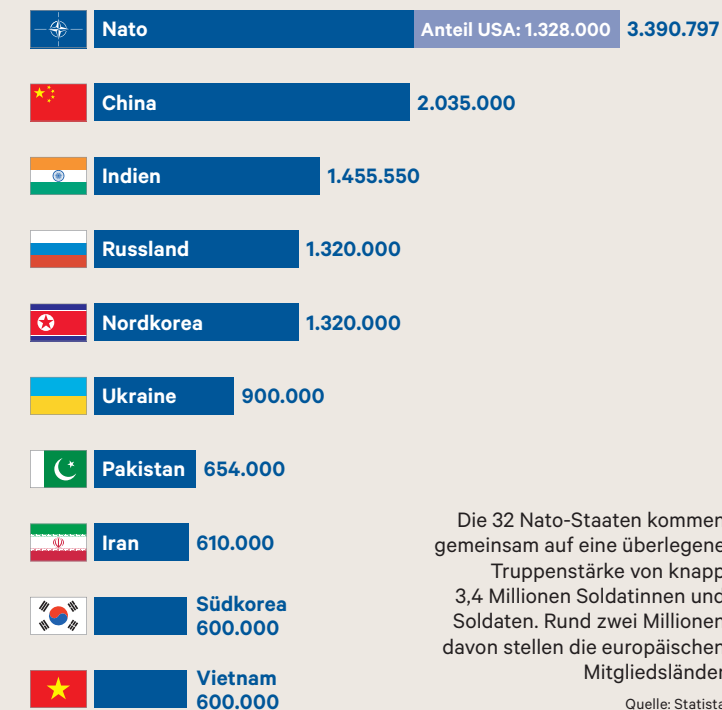 Nato Anteil USA: 1.328.000 3.390.797
China 2.035.000
Indien 1.455.550
Russland 1.320.000
Nordkorea 1.320.000
Ukraine 900.000
Pakistan 654.000
Iran 610.000
Südkorea
600.000
Vietnam
600.000
Die 32 Nato-Staaten kommen
gemeinsam auf eine überlegene
Truppenstärke von knapp
3,4 Millionen Soldatinnen und
Soldaten. Rund zwei Millionen
davon stellen die europäischen
Mitgliedsländer
Quelle: Statista